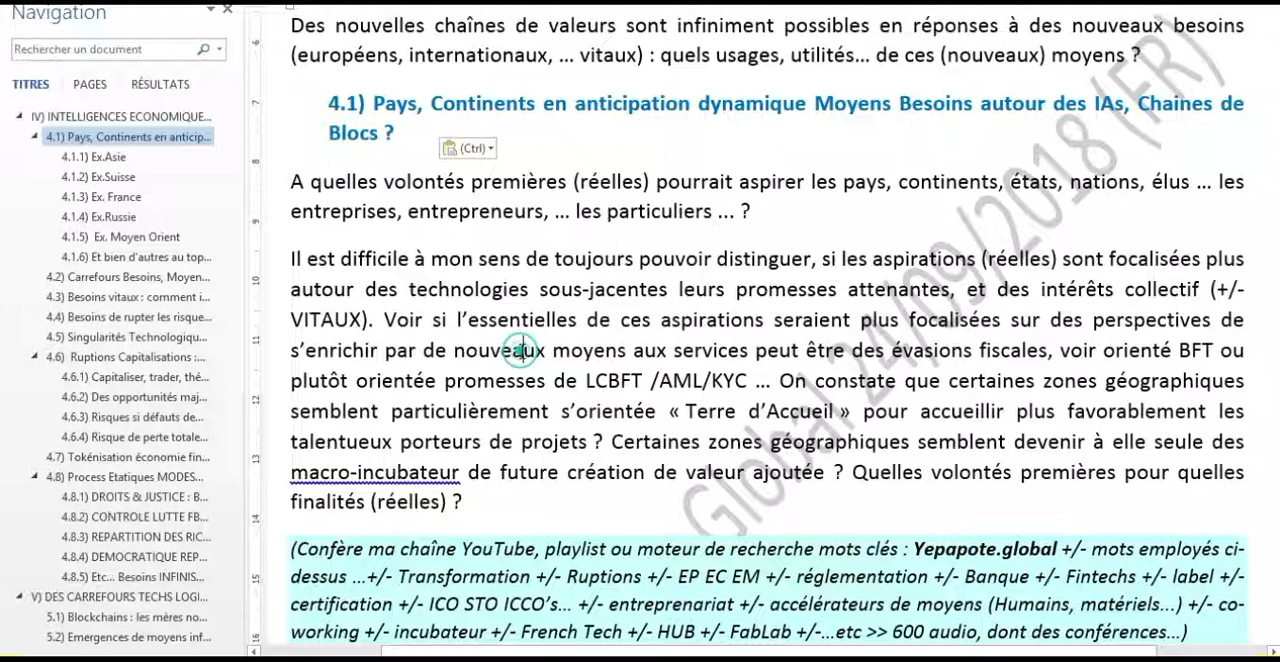 Navigation
Rechercher un document
TITRES PAGES RÉSULTATS
IV) INTELLIGENCES ECONOMIQUE...
4.1) Pays, Continents en anticip...
4.1.1) Ex.Asie
4.1.2) Ex.Suisse
4.1.3) Ex. France
4.1.4) Ex.Russie
4.1.5) Ex. Moyen Orient
4.1.6) Et bien d'autres au top...
4.2) Carrefours Besoins, Moyen...
4.3) Besoins vitaux : comment i...
4.4) Besoins de rupter les risque...
4.5) Singularités Technologiqu...
4.6) Ruptions Capitalisations :...
4.6.1) Capitaliser, trader, thé...
4.6.2) Des opportunités maj...
4.6.3) Risques si défauts de...
4.6.4) Risque de perte totale...
4.7) Tokénisation économie fin...
4.8) Process Etatiques MODES...
4.8.1) DROITS & JUSTICE : B...
4.8.2) CONTROLE LUTTE FB...
4.8.3) REPARTITION DES RIC...
4.8.4) DEMOCRATIQUE REP...
4.8.5) Etc... Besoins INFINIS...
V) DES CARREFOURS TECHS LOGI...
5.1) Blockchains : les mères no...
5.2) Emergences de moyens inf...
6
7
8
9
10
11
12
13
14
15
16
Des nouvelles chaînes de valeurs sont infiniment possibles en réponses à des nouveaux besoins
(européens, internationaux, ... vitaux) : quels usages, utilités... de ces (nouveaux) moyens ?
4.1) Pays, Continents en anticipation dynamique Moyens Besoins autour des IAs, Chaines de
Blocs ?
(Ctrl)
A quelles volontés premières (réelles) pourrait aspirer les pays, continents, états, nations, élus ... les
entreprises, entrepreneurs, ... les particuliers ... ?
Il est difficile à mon sens de toujours pouvoir distinguer, si les aspirations (réelles) sont focalisées plus
autour des technologies sous-jacentes leurs promesses attenantes, et des intérêts collectif (+/-
VITAUX). Voir si l'essentielles de ces aspirations seraient plus focalisées sur des perspectives de
s'enrichir par de nouveaux moyens aux services peut être des évasions fiscales, voir orienté BFT ou
plutôt orientée promesses de LCBFT /AML/KYC ... On constate que certaines zones géographiques
semblent particulièrement s'orientée « Terre d'Accueil » pour accueillir plus favorablement les
talentueux porteurs de projets ? Certaines zones géographiques semblent devenir à elle seule des
macro-incubateur de future création de valeur ajoutée ? Quelles volontés premières pour quelles
finalités (réelles) ?
(Confère ma chaîne YouTube, playlist ou moteur de recherche mots clés : Yepapote.global +/- mots employés ci-
dessus ...+/- Transformation +/- Ruptions +/- EP EC EM +/- réglementation +/- Banque +/- Fintechs +/- label +/-
certification +/- ICO STO ICCO's... +/- entreprenariat +/- accélérateurs de moyens (Humains, matériels...) +/- co-
working +/- incubateur +/- French Tech +/- HUB +/- FabLab +/-...etc >> 600 audio, dont des conférences...)
Global 24/09/2018 (FR)